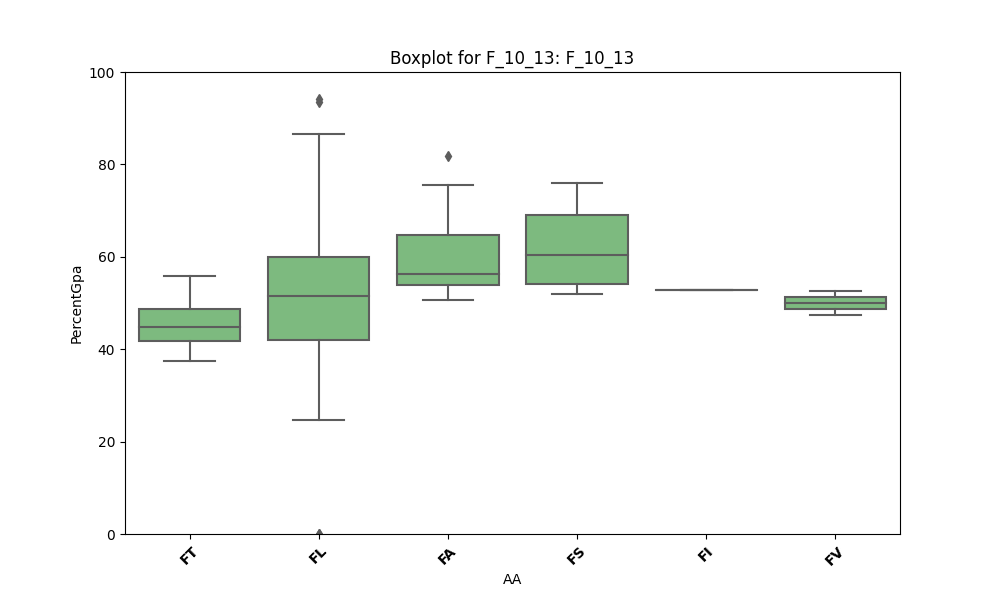 Boxplot for F_10_13: F_10_13
100
80
60
40
20
0
PercentGpa
FT
FL
FA
FS
FI
FV
AA